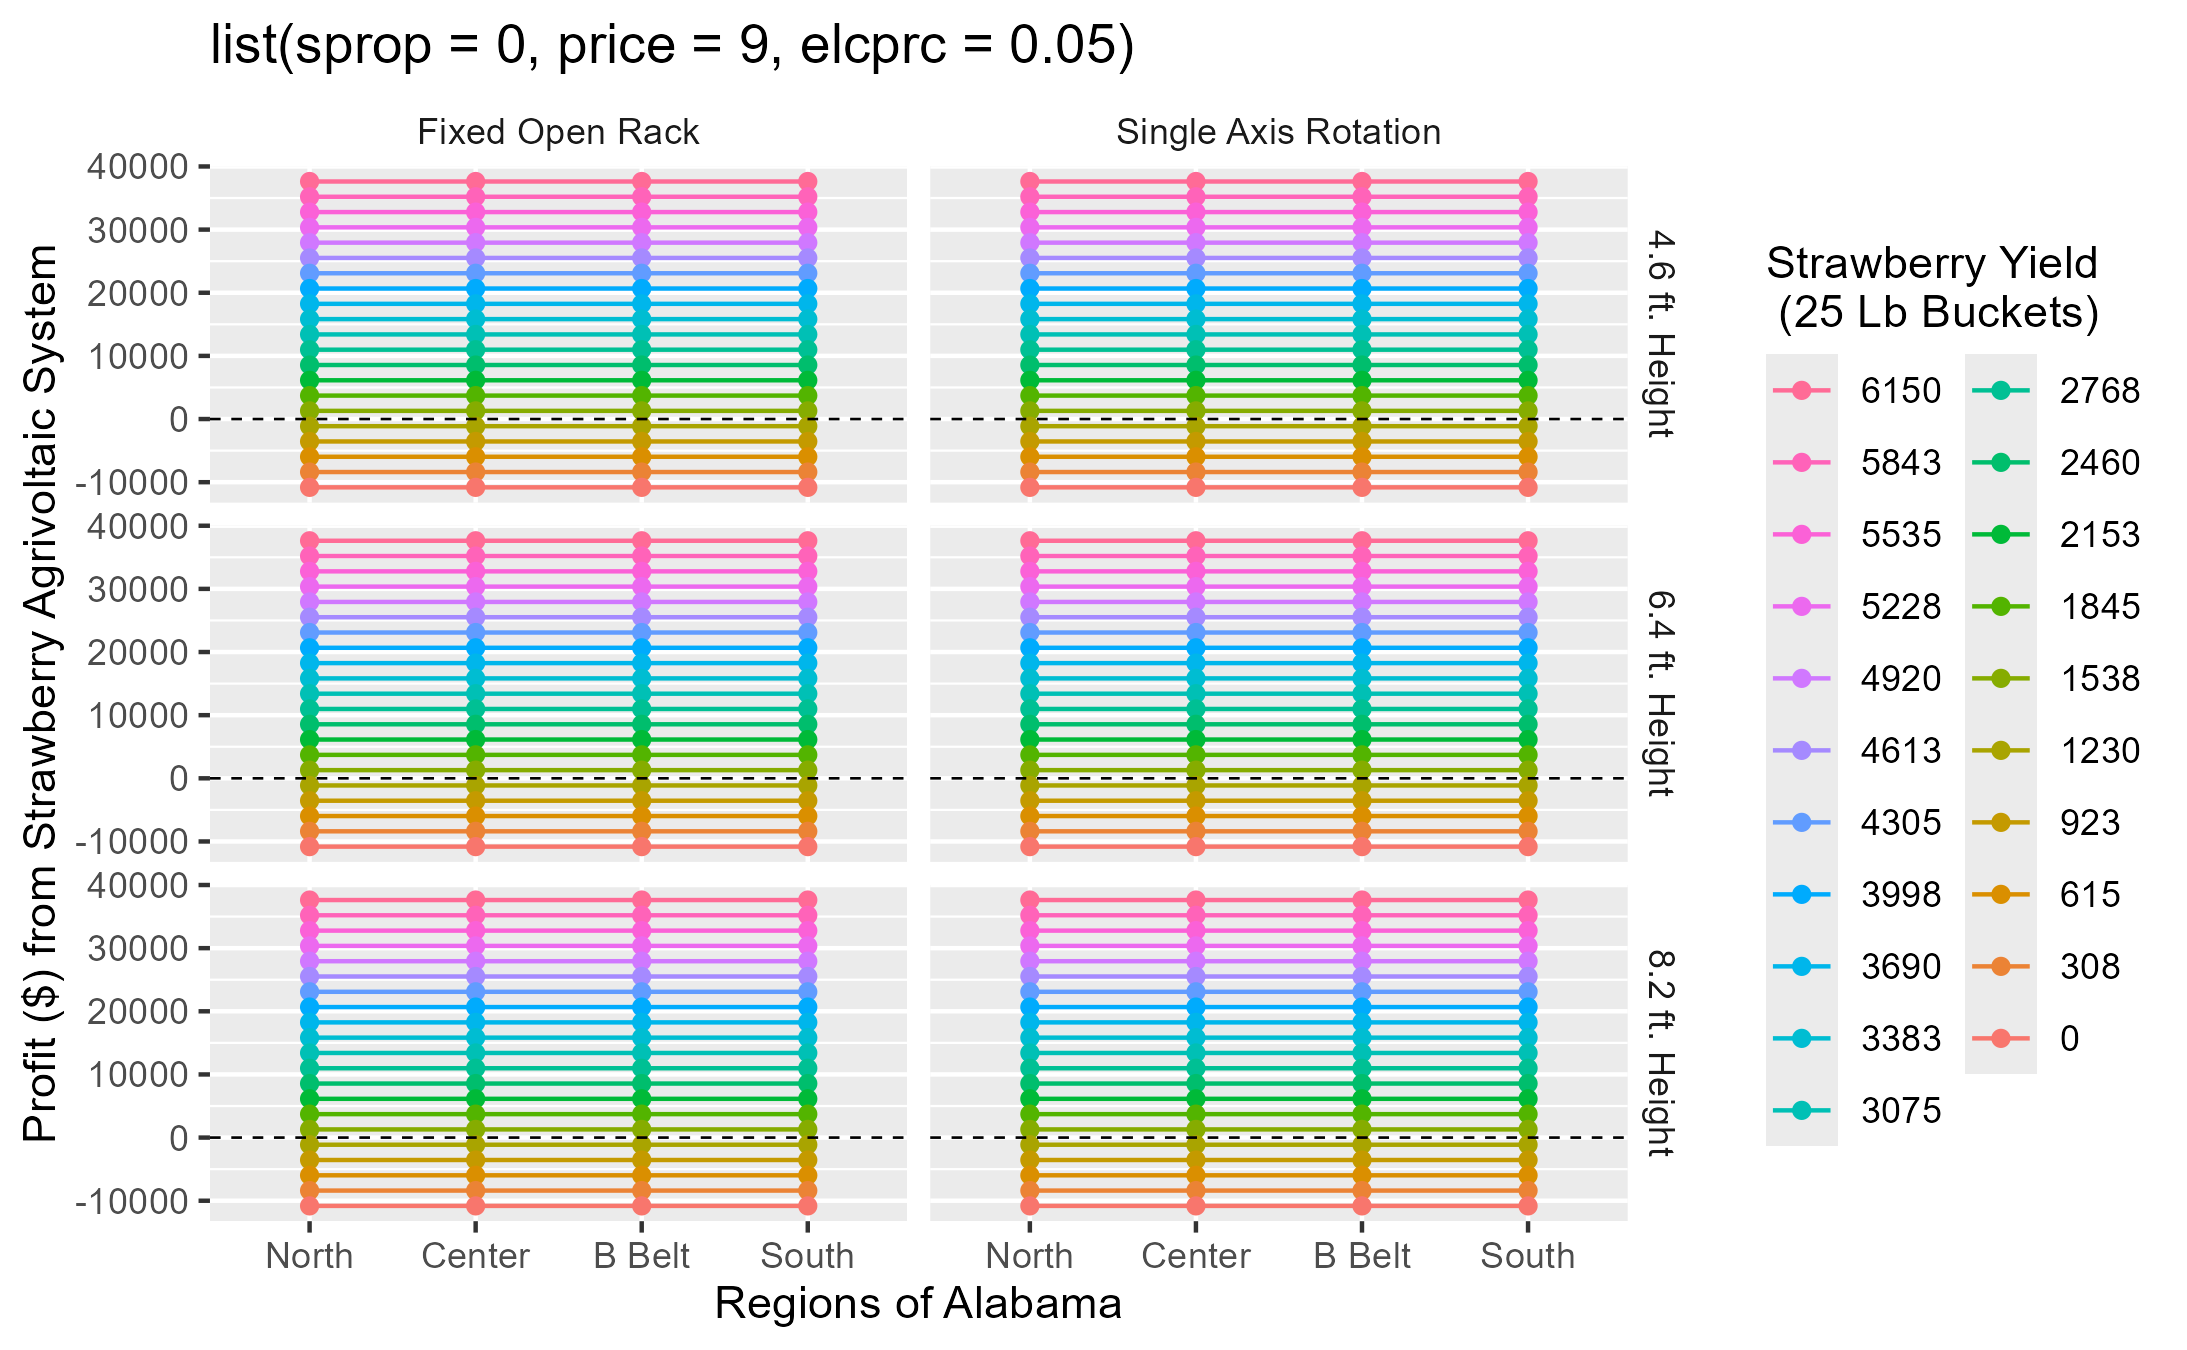 list(sprop = 0, price = 9, elcprc = 0.05)
Fixed Open Rack
Single Axis Rotation
Profit ($) from Strawberry Agrivoltaic System
40000
30000
20000
10000
0
-10000
4.6 ft. Height
40000
30000
20000
10000
0
-10000
6.4 ft. Height
40000
30000
20000
10000
0
-10000
8.2 ft. Height
North
Center
B Belt
South
North
Center
B Belt
South
Regions of Alabama
Strawberry Yield
(25 Lb Buckets)
6150
5843
5535
5228
4920
4613
4305
3998
3690
3383
3075
2768
2460
2153
1845
1538
1230
923
615
308
0